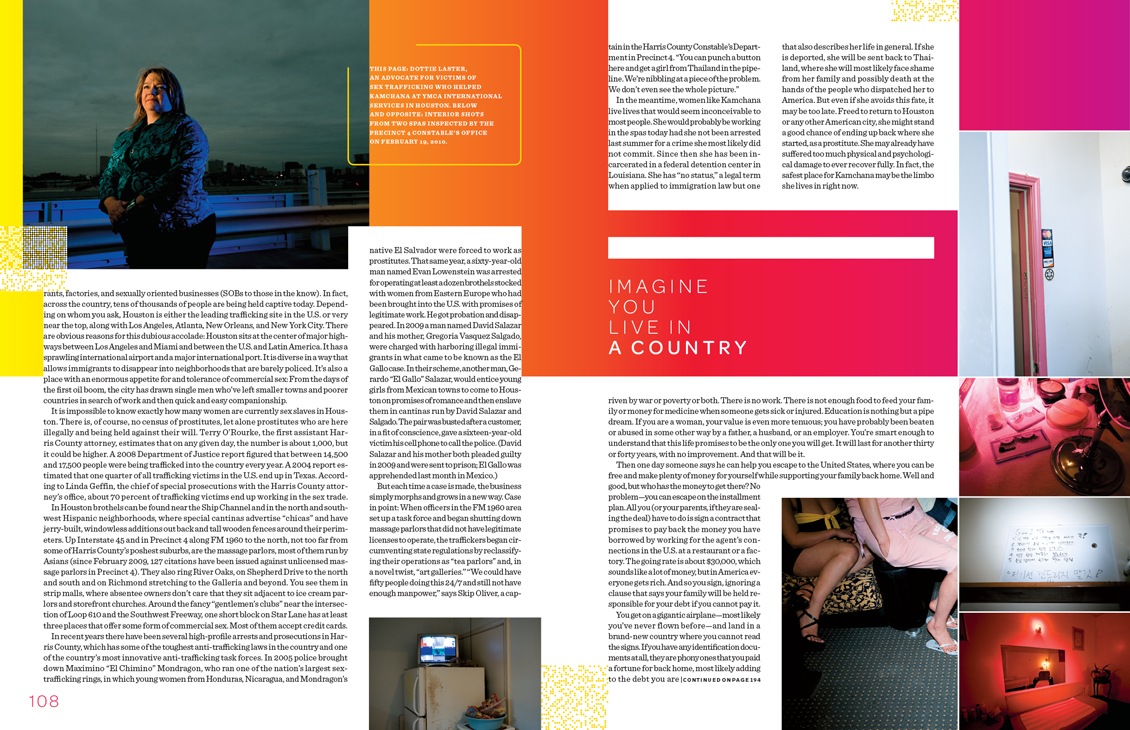 THIS PAGE: DOTTIE LASTER,
AN ADVOCATE FOR VICTIMS OF
SEX TRAFFICKING WHO HELPED
KAMCHANA AT YMCA INTERNATIONAL
SERVICES IN HOUSTON. BELOW
AND OPPOSITE: INTERIOR SHOTS
FROM TWO SPAS INSPECTED BY THE
PRECINCT 4 CONSTABLE'S OFFICE
ON FEBRUARY 19, 2010.
rants, factories, and sexually oriented businesses (SOBs to those in the know). In fact,
across the country, tens of thousands of people are being held captive today. Depend-
ing on whom you ask, Houston is either the leading trafficking site in the U.S. or very
near the top, along with Los Angeles, Atlanta, New Orleans, and New York City. There
are obvious reasons for this dubious accolade: Houston sits at the center of major high-
ways between Los Angeles and Miami and between the U.S. and Latin America. It has a
sprawling international airport and a major international port. It is diverse in a way that
allows immigrants to disappear into neighborhoods that are barely policed. It's also a
place with an enormous appetite for and tolerance of commercial sex: From the days of
the first oil boom, the city has drawn single men who've left smaller towns and poorer
countries in search of work and then quick and easy companionship.
It is impossible to know exactly how many women are currently sex slaves in Hous-
ton. There is, of course, no census of prostitutes, let alone prostitutes who are here
illegally and being held against their will. Terry O'Rourke, the first assistant Har-
ris County attorney, estimates that on any given day, the number is about 1,000, but
it could be higher. A 2008 Department of Justice report figured that between 14,500
and 17,500 people were being trafficked into the country every year. A 2004 report es-
timated that one quarter of all trafficking victims in the U.S. end up in Texas. Accord-
ing to Linda Geffin, the chief of special prosecutions with the Harris County attor-
ney's office, about 70 percent of trafficking victims end up working in the sex trade.
In Houston brothels can be found near the Ship Channel and in the north and south-
west Hispanic neighborhoods, where special cantinas advertise "chicas" and have
jerry-built, windowless additions out back and tall wooden fences around their perim-
eters. Up Interstate 45 and in Precinct 4 along FM 1960 to the north, not too far from
some of Harris County's poshest suburbs, are the massage parlors, most of them run by
Asians (since February 2009, 127 citations have been issued against unlicensed mas-
sage parlors in Precinct 4). They also ring River Oaks, on Shepherd Drive to the north
and south and on Richmond stretching to the Galleria and beyond. You see them in
strip malls, where absentee owners don't care that they sit adjacent to ice cream par-
lors and storefront churches. Around the fancy "gentlemen's clubs" near the intersec-
tion of Loop 610 and the Southwest Freeway, one short block on Star Lane has at least
three places that offer some form of commercial sex. Most of them accept credit cards.
In recent years there have been several high-profile arrests and prosecutions in Har-
ris County, which has some of the toughest anti-trafficking laws in the country and one
of the country's most innovative anti-trafficking task forces. In 2005 police brought
down Maximino "El Chimino" Mondragon, who ran one of the nation's largest sex-
trafficking rings, in which young women from Honduras, Nicaragua, and Mondragon's
108
native El Salvador were forced to work as
prostitutes. That same year, a sixty-year-old
man named Evan Lowenstein was arrested
for operating at least a dozen brothels stocked
with women from Eastern Europe who had
been brought into the U.S. with promises of
legitimate work. He got probation and disap-
peared. In 2009 a man named David Salazar
and his mother, Gregoria Vasquez Salgado,
were charged with harboring illegal immi-
grants in what came to be known as the El
Gallo case. In their scheme, another man, Ge-
rardo "El Gallo" Salazar, would entice young
girls from Mexican towns to come to Hous-
ton on promises of romance and then enslave
them in cantinas run by David Salazar and
Salgado. The pair was busted after a customer,
in a fit of conscience, gave a sixteen-year-old
victim his cell phone to call the police. (David
Salazar and his mother both pleaded guilty
in 2009 and were sent to prison; El Gallo was
apprehended last month in Mexico.)
But each time a case is made, the business
simply morphs and grows in a new way. Case
in point: When officers in the FM 1960 area
set up a task force and began shutting down
massage parlors that did not have legitimate
licenses to operate, the traffickers began cir-
cumventing state regulations by reclassify-
ing their operations as "tea parlors" and, in
a novel twist, "art galleries." "We could have
fifty people doing this 24/7 and still not have
enough manpower," says Skip Oliver, a cap-
tain in the Harris County Constable's Depart-
ment in Precinct 4. "You can punch a button
here and get a girl from Thailand in the pipe-
line. We're nibbling at a piece of the problem.
We don't even see the whole picture."
In the meantime, women like Kamchana
live lives that would seem inconceivable to
most people. She would probably be working
in the spas today had she not been arrested
last summer for a crime she most likely did
not commit. Since then she has been in-
carcerated in a federal detention center in
Louisiana. She has "no status," a legal term
when applied to immigration law but one
that also describes her life in general. If she
is deported, she will be sent back to Thai-
land, where she will most likely face shame
from her family and possibly death at the
hands of the people who dispatched her to
America. But even if she avoids this fate, it
may be too late. Freed to return to Houston
or any other American city, she might stand
a good chance of ending up back where she
started, as a prostitute. She may already have
suffered too much physical and psychologi-
cal damage to ever recover fully. In fact, the
safest place for Kamchana may be the limbo
she lives in right now.
IMAGINE
YOU
LIVE IN
A COUNTRY
riven by war or poverty or both. There is no work. There is not enough food to feed your fam-
ily or money for medicine when someone gets sick or injured. Education is nothing but a pipe
dream. If you are a woman, your value is even more tenuous; you have probably been beaten
or abused in some other way by a father, a husband, or an employer. You're smart enough to
understand that this life promises to be the only one you will get. It will last for another thirty
or forty years, with no improvement. And that will be it.
Then one day someone says he can help you escape to the United States, where you can be
free and make plenty of money for yourself while supporting your family back home. Well and
good, but who has the money to get there? No
problem—you can escape on the installment
plan. All you (or your parents, if they are seal-
ing the deal) have to do is sign a contract that
promises to pay back the money you have
borrowed by working for the agent's con-
nections in the U.S. at a restaurant or a fac-
tory. The going rate is about $30,000, which
sounds like a lot of money, but in America ev-
eryone gets rich. And so you sign, ignoring a
clause that says your family will be held re-
sponsible for your debt if you cannot pay it.
You get on a gigantic airplane—most likely
you've never flown before—and land in a
brand-new country where you cannot read
the signs. If you have any identification docu-
ments at all, they are phony ones that you paid
a fortune for back home, most likely adding
to the debt you are |CONTINUED ON PAGE 194
VISA